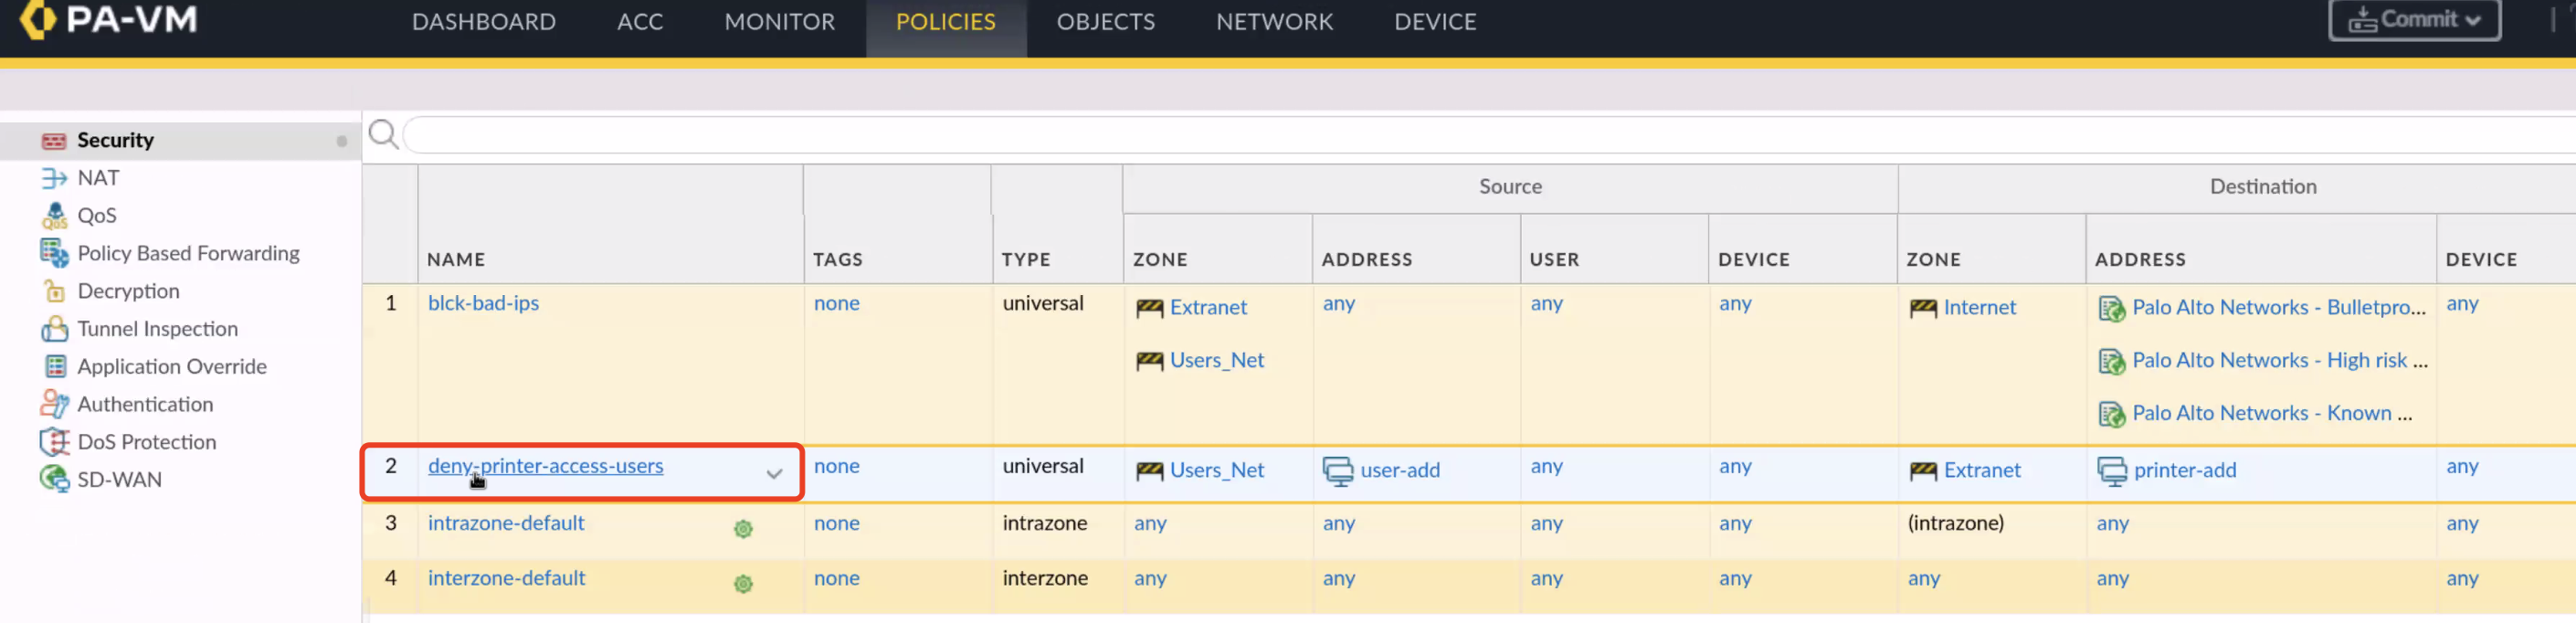 PA-VM
DASHBOARD ACC MONITOR POLICIES OBJECTS NETWORK DEVICE Commit
Security
NAT
QoS
Policy Based Forwarding
Decryption
Tunnel Inspection
Application Override
Authentication
DoS Protection
SD-WAN
Source Destination
NAME TAGS TYPE ZONE ADDRESS USER DEVICE ZONE ADDRESS DEVICE
1 blck-bad-ips none universal Extranet any any any Internet Palo Alto Networks - Bulletpro... any
Users_Net Palo Alto Networks - High risk ...
Palo Alto Networks - Known ...
2 deny-printer-access-users none universal Users_Net user-add any any Extranet printer-add any
3 intrazone-default none intrazone any any any any (intrazone) any any
4 interzone-default none interzone any any any any any any any